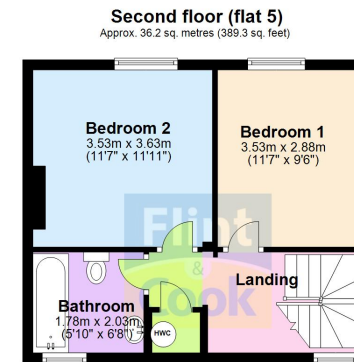 Second floor (flat 5)
Approx. 36.2 sq. metres (389.3 sq. feet)
Bedroom 2
3.53m x 3.63m
(11'7" x 11'11")
Bedroom 1
3.53m x 2.88m
(11'7" x 9'6")
Flint
&
Cook
Landing
Bathroom
1.78m x 2.03m
(5'10" x 6'8")
HWC